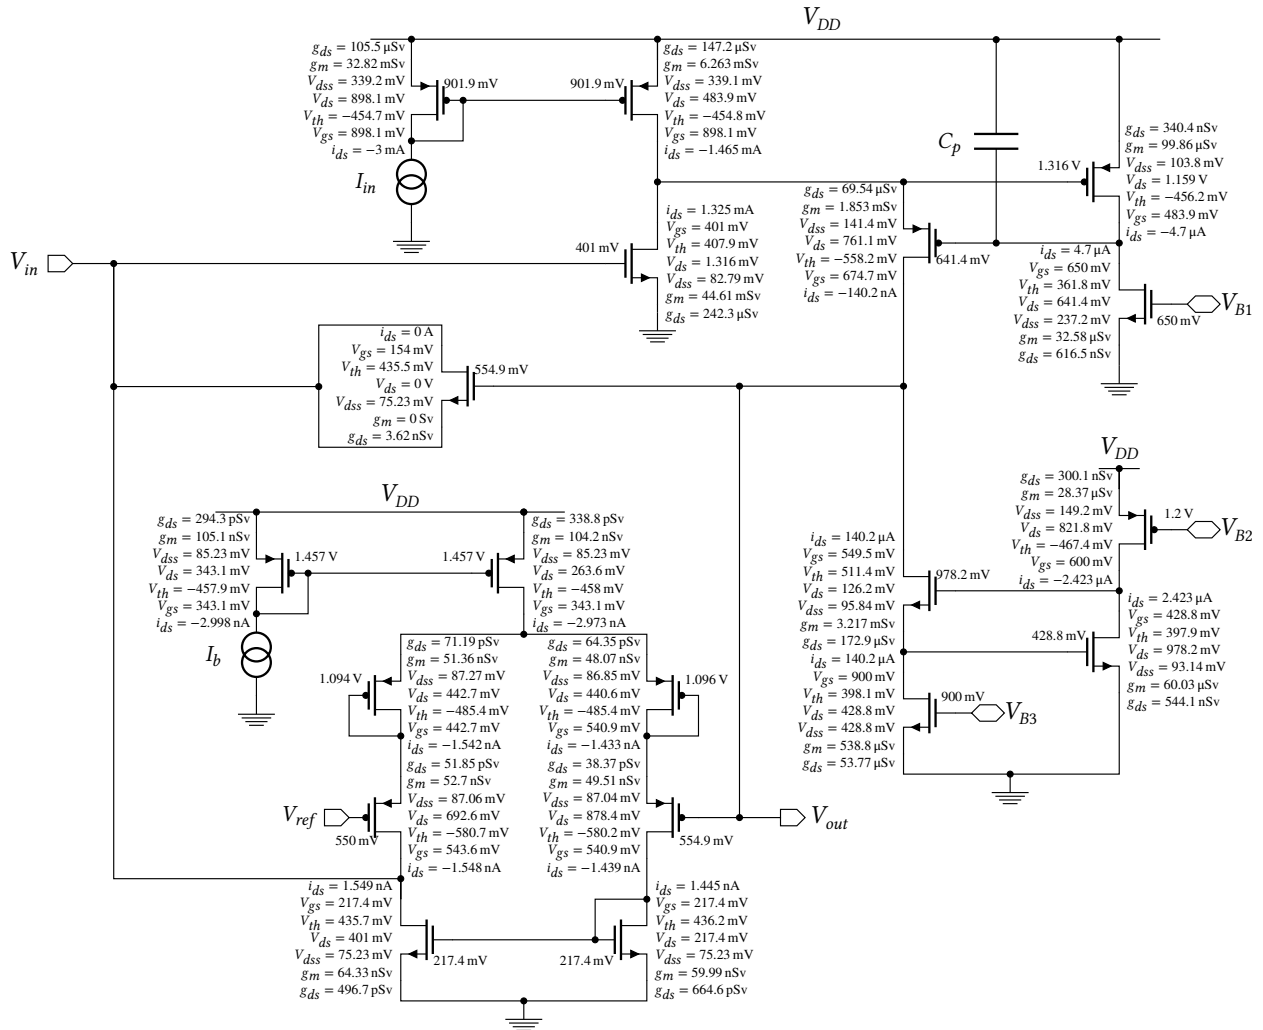 V_DD
g_ds = 105.5 µSv
g_m = 32.82 mSv
V_dss = 339.2 mV
V_ds = 898.1 mV
V_th = −454.7 mV
V_gs = 898.1 mV
i_ds = −3 mA
901.9 mV
901.9 mV
g_ds = 147.2 µSv
g_m = 6.263 mSv
V_dss = 339.1 mV
V_ds = 483.9 mV
V_th = −454.8 mV
V_gs = 898.1 mV
i_ds = −1.465 mA
I_in
C_p
1.316 V
g_ds = 340.4 nSv
g_m = 99.86 µSv
V_dss = 103.8 mV
V_ds = 1.159 V
V_th = −456.2 mV
V_gs = 483.9 mV
i_ds = −4.7 µA
g_ds = 69.54 µSv
g_m = 1.853 mSv
V_dss = 141.4 mV
V_ds = 761.1 mV
V_th = −558.2 mV
V_gs = 674.7 mV
i_ds = −140.2 nA
641.4 mV
V_in
401 mV
i_ds = 1.325 mA
V_gs = 401 mV
V_th = 407.9 mV
V_ds = 1.316 mV
V_dss = 82.79 mV
g_m = 44.61 mSv
g_ds = 242.3 µSv
i_ds = 4.7 µA
V_gs = 650 mV
V_th = 361.8 mV
V_ds = 641.4 mV
V_dss = 237.2 mV
g_m = 32.58 µSv
g_ds = 616.5 nSv
650 mV
V_B1
i_ds = 0 A
V_gs = 154 mV
V_th = 435.5 mV
V_ds = 0 V
V_dss = 75.23 mV
g_m = 0 Sv
g_ds = 3.62 nSv
554.9 mV
V_DD
g_ds = 300.1 nSv
g_m = 28.37 µSv
V_dss = 149.2 mV
V_ds = 821.8 mV
V_th = −467.4 mV
V_gs = 600 mV
i_ds = −2.423 µA
1.2 V
V_B2
V_DD
g_ds = 294.3 pSv
g_m = 105.1 nSv
V_dss = 85.23 mV
V_ds = 343.1 mV
V_th = −457.9 mV
V_gs = 343.1 mV
i_ds = −2.998 nA
1.457 V
1.457 V
g_ds = 338.8 pSv
g_m = 104.2 nSv
V_dss = 85.23 mV
V_ds = 263.6 mV
V_th = −458 mV
V_gs = 343.1 mV
i_ds = −2.973 nA
I_b
i_ds = 140.2 µA
V_gs = 549.5 mV
V_th = 511.4 mV
V_ds = 126.2 mV
V_dss = 95.84 mV
g_m = 3.217 mSv
g_ds = 172.9 µSv
978.2 mV
428.8 mV
i_ds = 2.423 µA
V_gs = 428.8 mV
V_th = 397.9 mV
V_ds = 978.2 mV
V_dss = 93.14 mV
g_m = 60.03 µSv
g_ds = 544.1 nSv
i_ds = 140.2 µA
V_gs = 900 mV
V_th = 398.1 mV
V_ds = 428.8 mV
V_dss = 428.8 mV
g_m = 538.8 µSv
g_ds = 53.77 µSv
900 mV
V_B3
1.094 V
g_ds = 71.19 pSv
g_m = 51.36 nSv
V_dss = 87.27 mV
V_ds = 442.7 mV
V_th = −485.4 mV
V_gs = 442.7 mV
i_ds = −1.542 nA
g_ds = 64.35 pSv
g_m = 48.07 nSv
V_dss = 86.85 mV
V_ds = 440.6 mV
V_th = −485.4 mV
V_gs = 540.9 mV
i_ds = −1.433 nA
1.096 V
V_ref
550 mV
g_ds = 51.85 pSv
g_m = 52.7 nSv
V_dss = 87.06 mV
V_ds = 692.6 mV
V_th = −580.7 mV
V_gs = 543.6 mV
i_ds = −1.548 nA
g_ds = 38.37 pSv
g_m = 49.51 nSv
V_dss = 87.04 mV
V_ds = 878.4 mV
V_th = −580.2 mV
V_gs = 540.9 mV
i_ds = −1.439 nA
554.9 mV
V_out
i_ds = 1.549 nA
V_gs = 217.4 mV
V_th = 435.7 mV
V_ds = 401 mV
V_dss = 75.23 mV
g_m = 64.33 nSv
g_ds = 496.7 pSv
217.4 mV
217.4 mV
i_ds = 1.445 nA
V_gs = 217.4 mV
V_th = 436.2 mV
V_ds = 217.4 mV
V_dss = 75.23 mV
g_m = 59.99 nSv
g_ds = 664.6 pSv